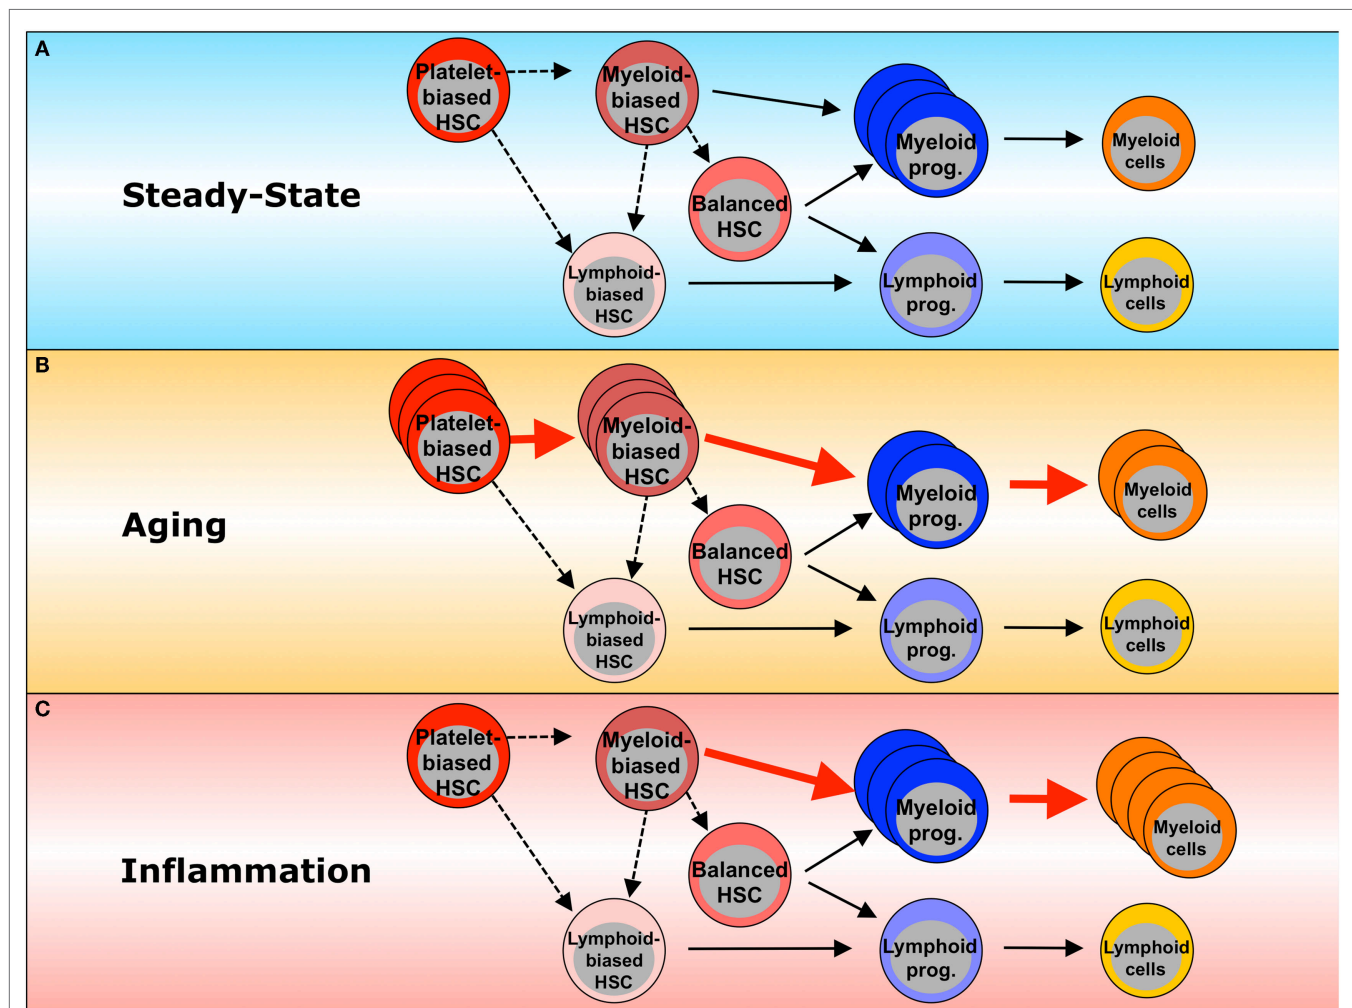 A
Platelet-
biased
HSC
Myeloid-
biased
HSC
Myeloid
prog.
Myeloid
cells
Steady-State
Balanced
HSC
Lymphoid-
biased
HSC
Lymphoid
prog.
Lymphoid
cells
B
Platelet-
biased
HSC
Myeloid-
biased
HSC
Myeloid
prog.
Myeloid
cells
Aging
Balanced
HSC
Lymphoid-
biased
HSC
Lymphoid
prog.
Lymphoid
cells
C
Platelet-
biased
HSC
Myeloid-
biased
HSC
Myeloid
prog.
Myeloid
cells
Inflammation
Balanced
HSC
Lymphoid-
biased
HSC
Lymphoid
prog.
Lymphoid
cells